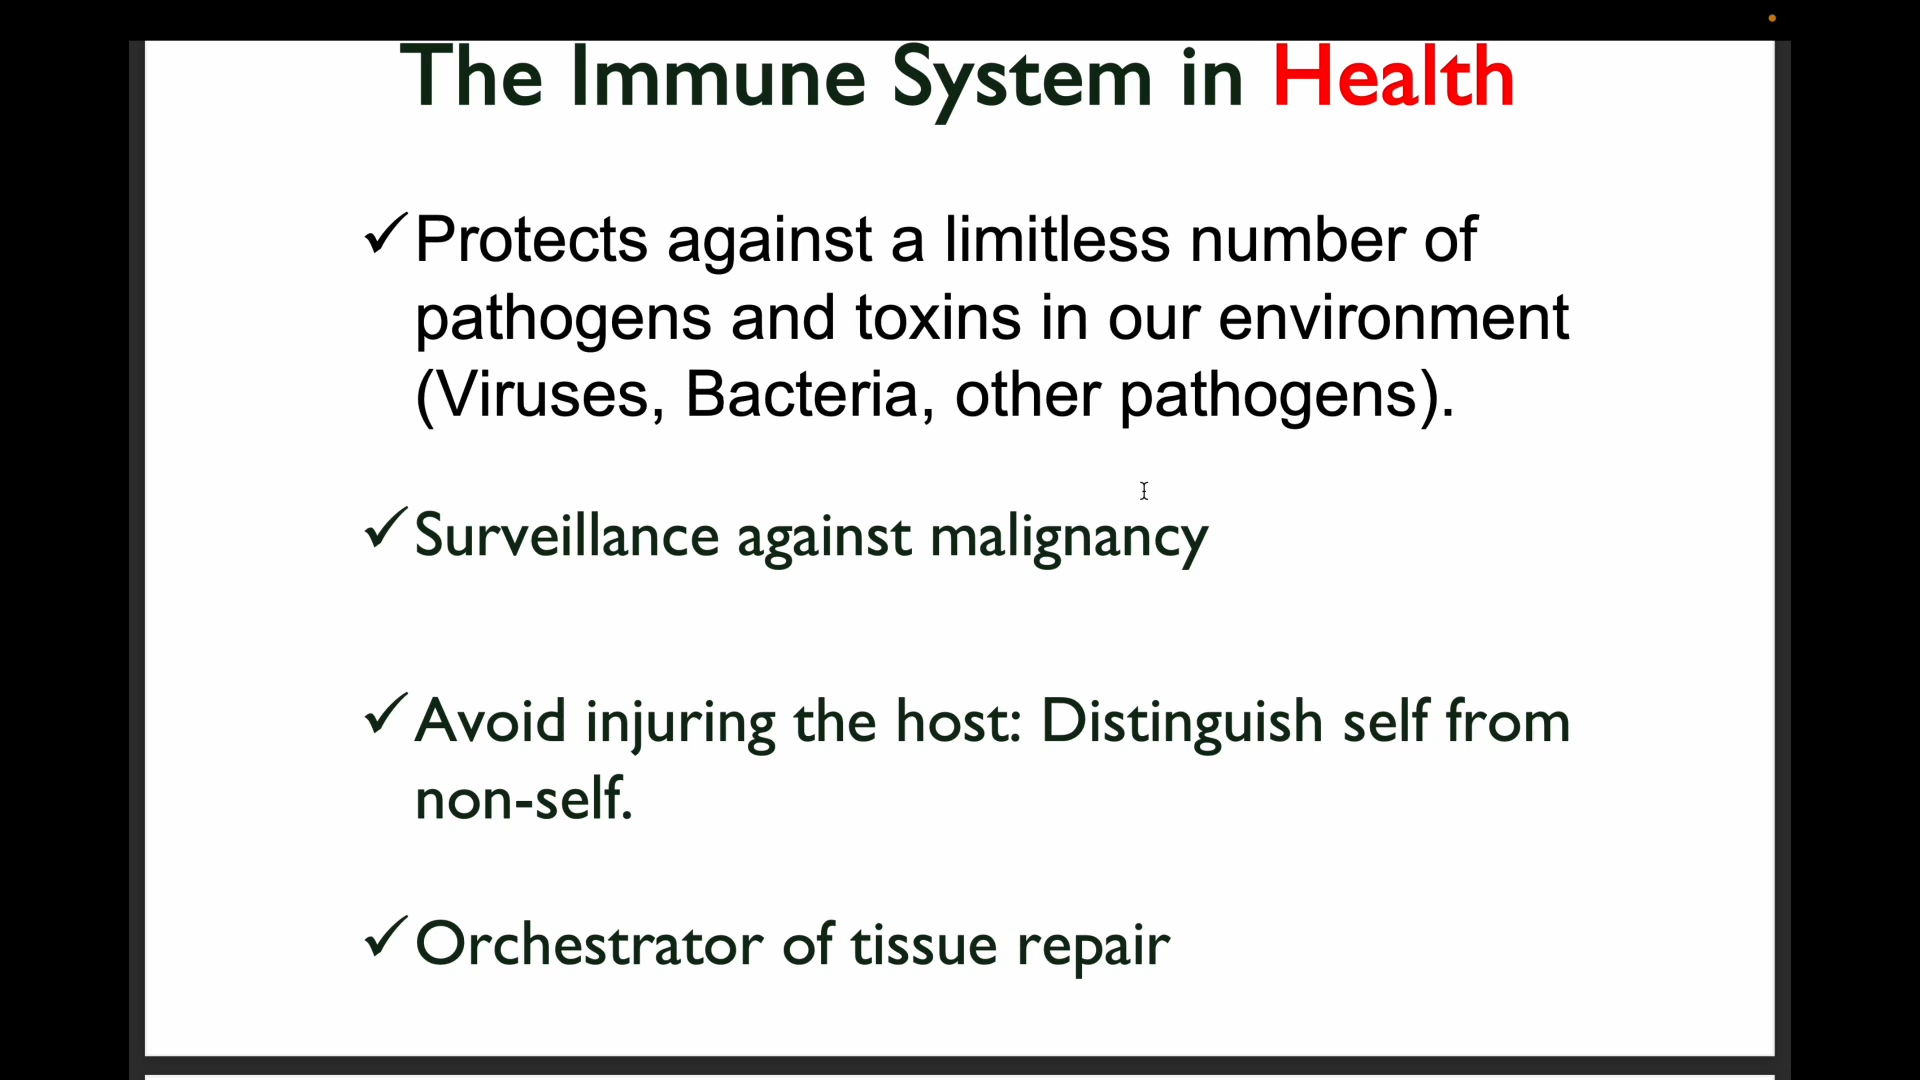 The Immune System in Health
✓Protects against a limitless number of
pathogens and toxins in our environment
(Viruses, Bacteria, other pathogens).
✓Surveillance against malignancy
✓Avoid injuring the host: Distinguish self from
non-self.
✓Orchestrator of tissue repair